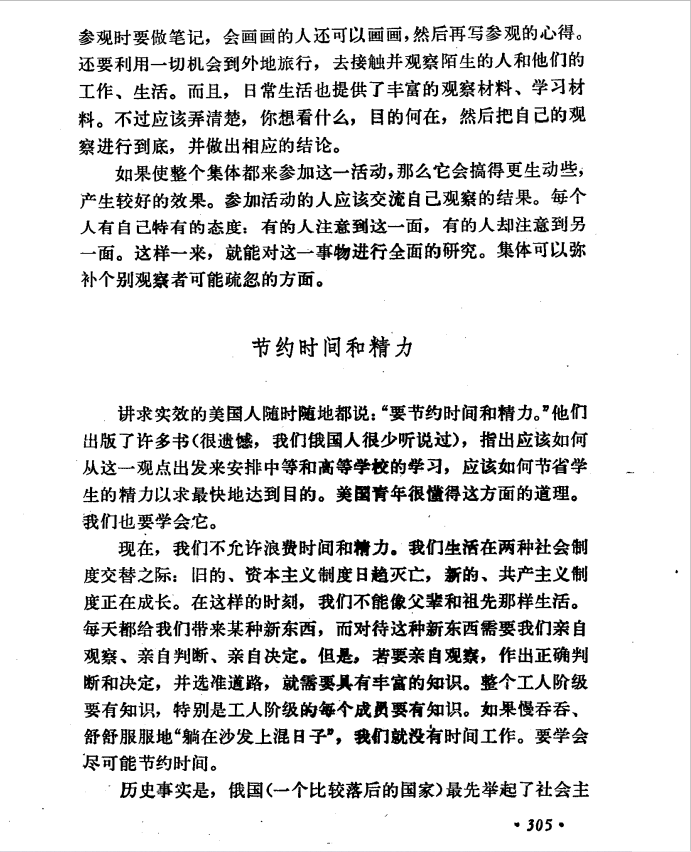 参观时要做笔记，会画画的人还可以画画，然后再写参观的心得。
还要利用一切机会到外地旅行，去接触并观察陌生的人和他们的
工作、生活。而且，日常生活也提供了丰富的观察材料、学习材
料。不过应该弄清楚，你想看什么，目的何在，然后把自己的观
察进行到底，并做出相应的结论。
如果使整个集体都来参加这一活动，那么它会搞得更生动些，
产生较好的效果。参加活动的人应该交流自己观察的结果。每个
人有自己特有的态度：有的人注意到这一面，有的人却注意到另
一面。这样一来，就能对这一事物进行全面的研究。集体可以弥
补个别观察者可能疏忽的方面。
节约时间和精力
讲求实效的美国人随时随地都说：“要节约时间和精力。”他们
出版了许多书（很遗憾，我们俄国人很少听说过），指出应该如何
从这一观点出发来安排中等和高等学校的学习，应该如何节省学
生的精力以求最快地达到目的。美国青年很懂得这方面的道理。
我们也要学会它。
现在，我们不允许浪费时间和精力。我们生活在两种社会制
度交替之际：旧的、资本主义制度日趋灭亡，新的、共产主义制
度正在成长。在这样的时刻，我们不能像父辈和祖先那样生活。
每天都给我们带来某种新东西，而对待这种新东西需要我们亲自
观察、亲自判断、亲自决定。但是，若要亲自观察，作出正确判
断和决定，并选准道路，就需要具有丰富的知识。整个工人阶级
要有知识，特别是工人阶级的每个成员要有知识。如果慢吞吞、
舒舒服服地“躺在沙发上混日子”，我们就没有时间工作。要学会
尽可能节约时间。
历史事实是，俄国（一个比较落后的国家）最先举起了社会主
·305·